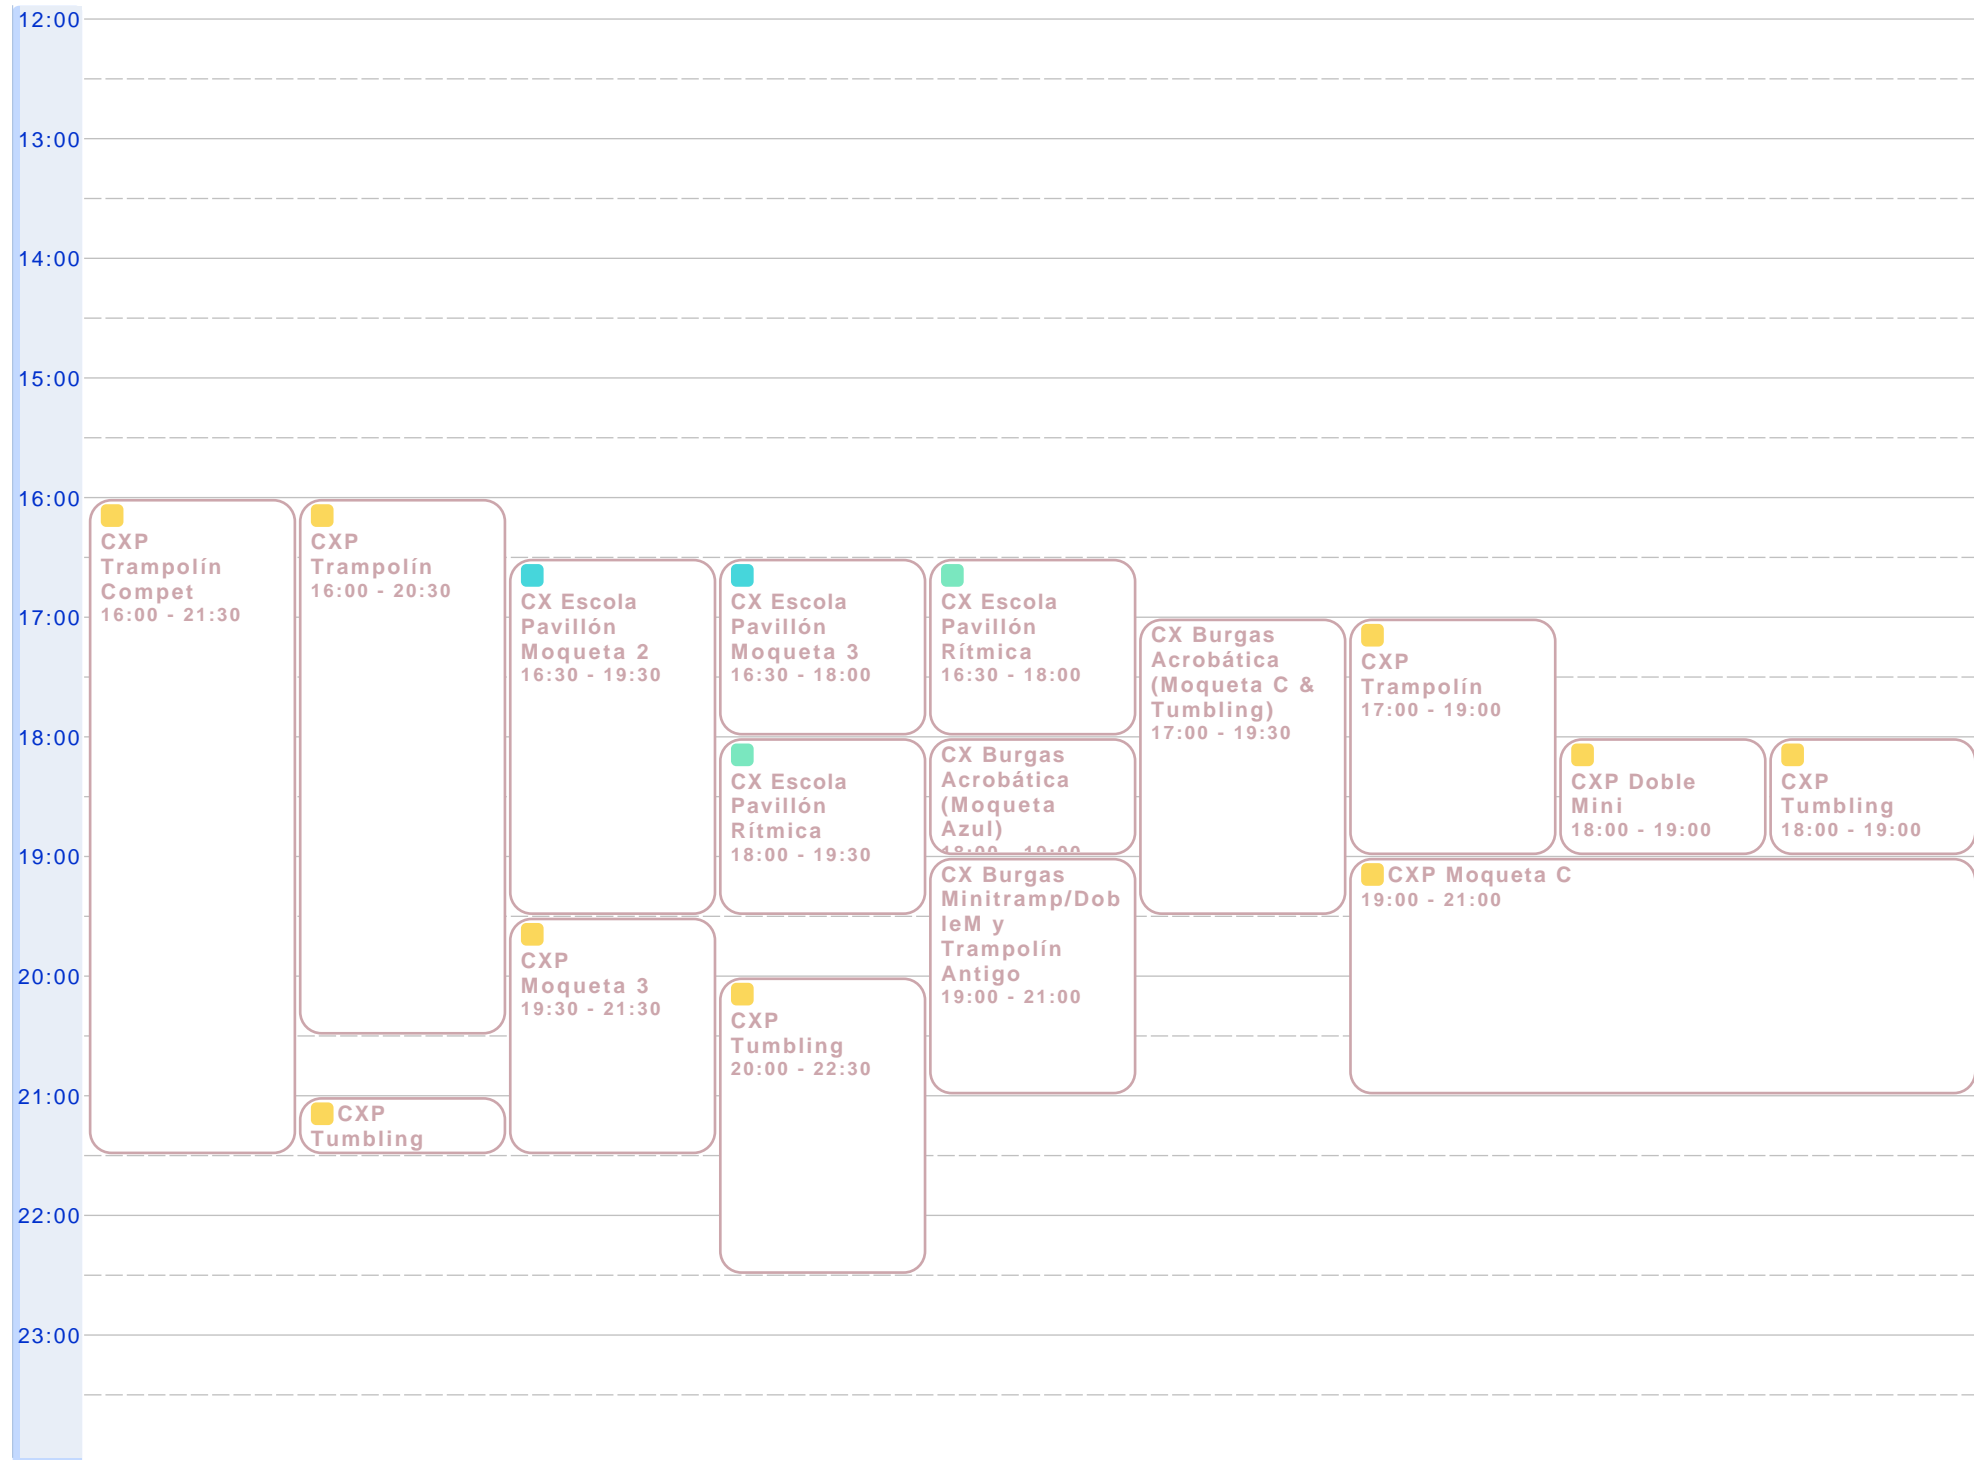 12:00
13:00
14:00
15:00
16:00
17:00
18:00
19:00
20:00
21:00
22:00
23:00
CXP
Trampolín
Compet
16:00 - 21:30
CXP
Trampolín
16:00 - 20:30
CXP
Tumbling
CX Escola
Pavillón
Moqueta 2
16:30 - 19:30
CXP
Moqueta 3
19:30 - 21:30
CX Escola
Pavillón
Moqueta 3
16:30 - 18:00
CX Escola
Pavillón
Rítmica
18:00 - 19:30
CXP
Tumbling
20:00 - 22:30
CX Escola
Pavillón
Rítmica
16:30 - 18:00
CX Burgas
Acrobática
(Moqueta
Azul)
18:00 - 19:00
CX Burgas
Minitramp/Dob
leM y
Trampolín
Antigo
19:00 - 21:00
CX Burgas
Acrobática
(Moqueta C &
Tumbling)
17:00 - 19:30
CXP
Trampolín
17:00 - 19:00
CXP Doble
Mini
18:00 - 19:00
CXP
Tumbling
18:00 - 19:00
CXP Moqueta C
19:00 - 21:00